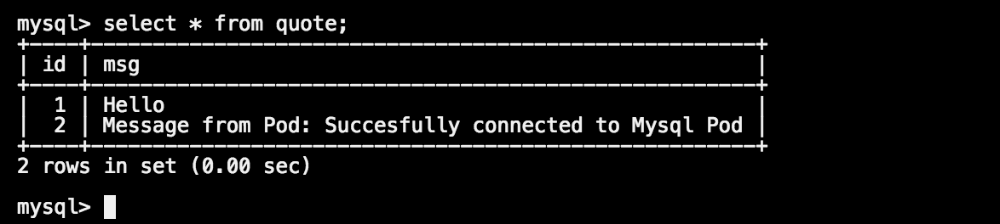 mysql> select * from quote;
+----+------------------------------------------------------+
| id | msg                                                  |
+----+------------------------------------------------------+
|  1 | Hello                                                |
|  2 | Message from Pod: Succesfully connected to Mysql Pod |
+----+------------------------------------------------------+
2 rows in set (0.00 sec)
mysql>